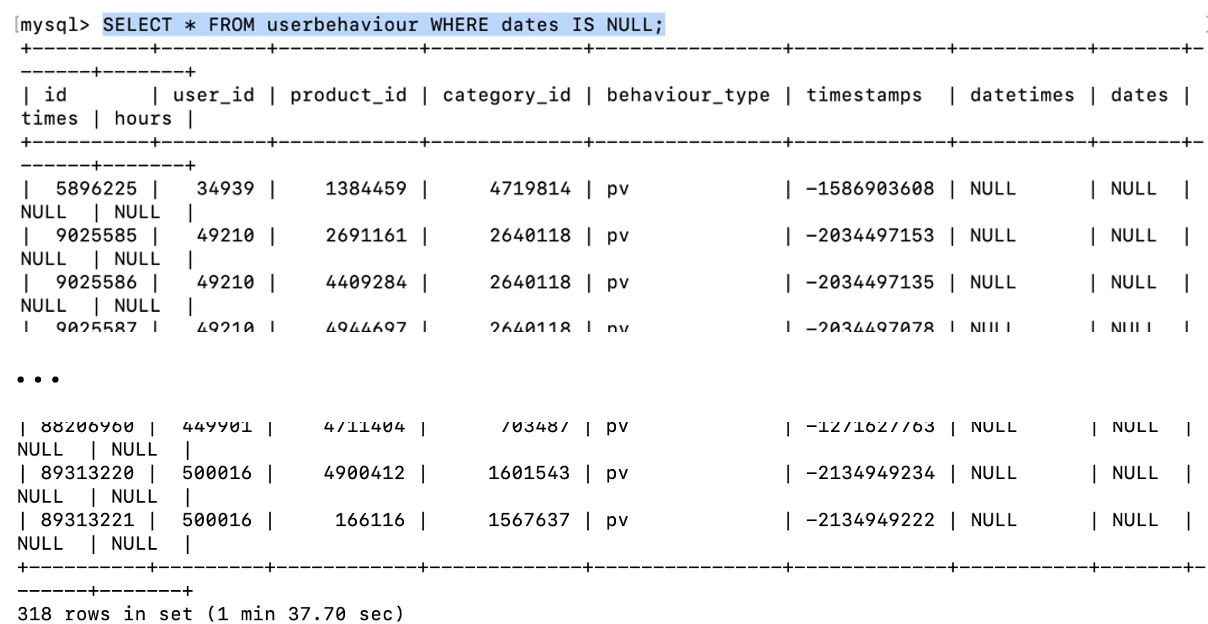 [mysql> SELECT * FROM userbehaviour WHERE dates IS NULL; ]
+----------+---------+------------+-------------+----------------+-------------+-----------+-------+-
------+-------+
| id       | user_id | product_id | category_id | behaviour_type | timestamps  | datetimes | dates |
times | hours |
+----------+---------+------------+-------------+----------------+-------------+-----------+-------+-
------+-------+
|  5896225 |   34939 |    1384459 |     4719814 | pv             | -1586903608 | NULL      | NULL  |
NULL  | NULL  |
|  9025585 |   49210 |    2691161 |     2640118 | pv             | -2034497153 | NULL      | NULL  |
NULL  | NULL  |
|  9025586 |   49210 |    4409284 |     2640118 | pv             | -2034497135 | NULL      | NULL  |
NULL  | NULL  |
|  9025587 |   49210 |    4944697 |     2640118 | pv             | -2034497078 | NULL      | NULL  |
...
| 88206960 |  449901 |    4711404 |      703487 | pv             | -1271627763 | NULL      | NULL  |
NULL  | NULL  |
| 89313220 |  500016 |    4900412 |     1601543 | pv             | -2134949234 | NULL      | NULL  |
NULL  | NULL  |
| 89313221 |  500016 |     166116 |     1567637 | pv             | -2134949222 | NULL      | NULL  |
NULL  | NULL  |
+----------+---------+------------+-------------+----------------+-------------+-----------+-------+-
------+-------+
318 rows in set (1 min 37.70 sec)